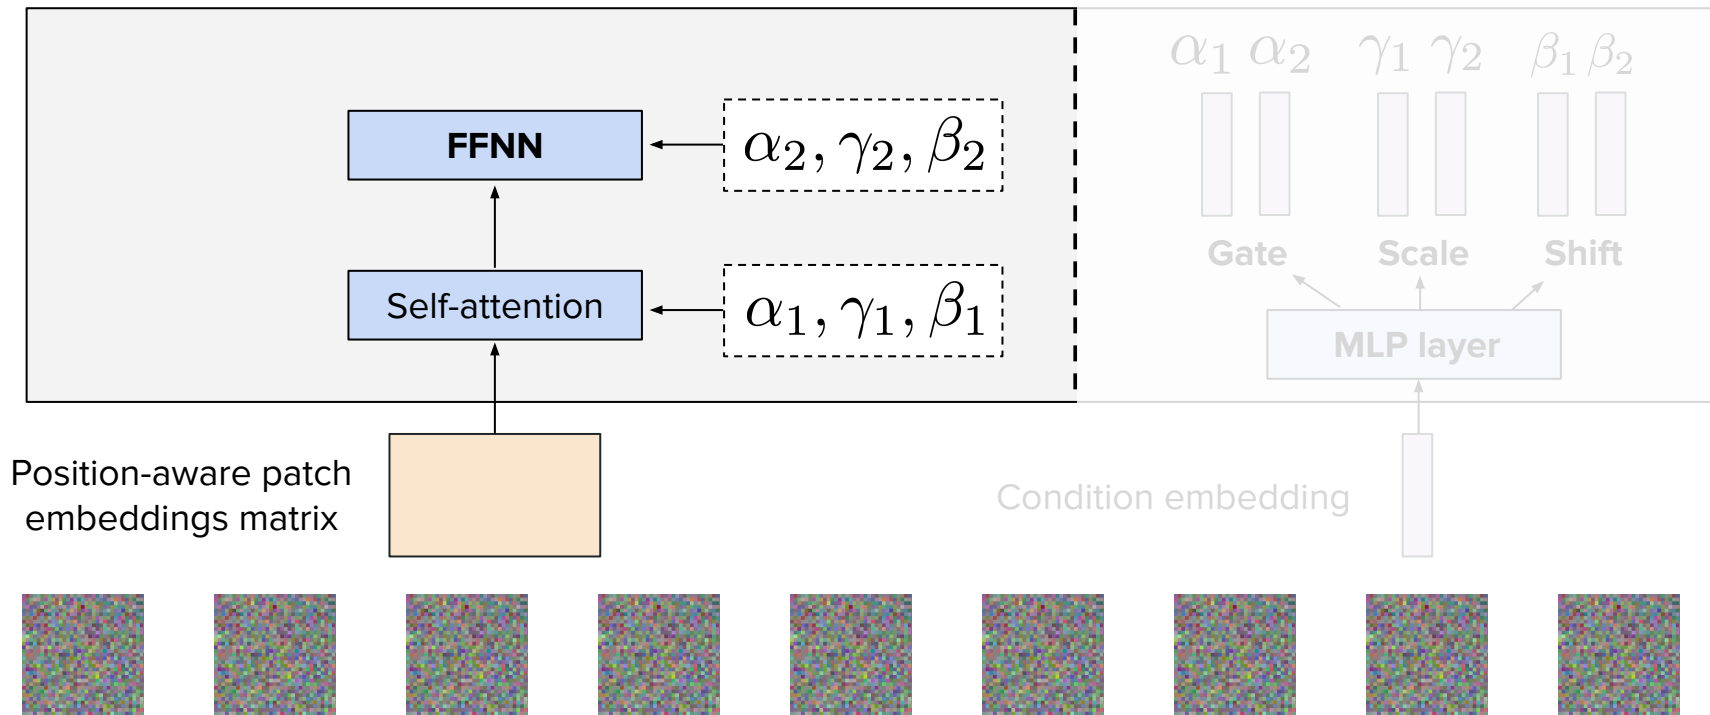 α₁ α₂ γ₁ γ₂ β₁ β₂
FFNN
α₂, γ₂, β₂
Gate Scale Shift
Self-attention
α₁, γ₁, β₁
MLP layer
Position-aware patch
embeddings matrix
Condition embedding